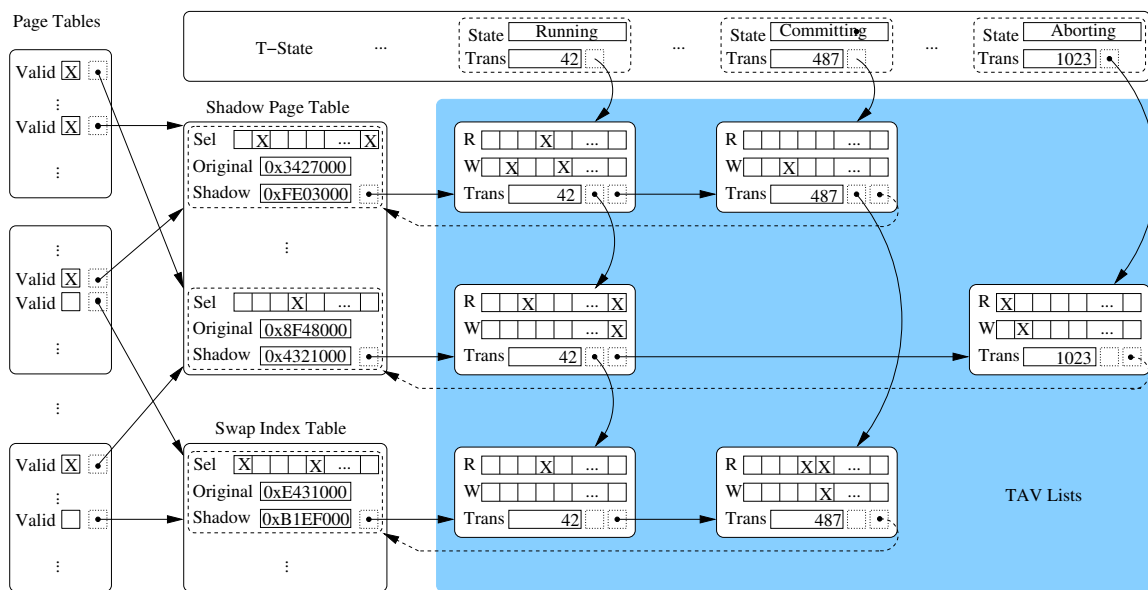 Page Tables
Valid X
...
Valid X
...
...
Valid X
Valid
...
...
Valid X
...
Valid
...
T-State
...
State Running
Trans 42
...
State Committing
Trans 487
...
State Aborting
Trans 1023
Shadow Page Table
Sel X ... X
Original 0x3427000
Shadow 0xFE03000
...
Sel X ...
Original 0x8F48000
Shadow 0x4321000
Swap Index Table
Sel X X ...
Original 0xE431000
Shadow 0xB1EF000
...
R X ...
W X X ...
Trans 42
R X ...
W X ...
Trans 487
R X ... X
W ... X
Trans 42
R X ...
W X ...
Trans 1023
R X ...
W ...
Trans 42
R X X ...
W X ...
Trans 487
TAV Lists